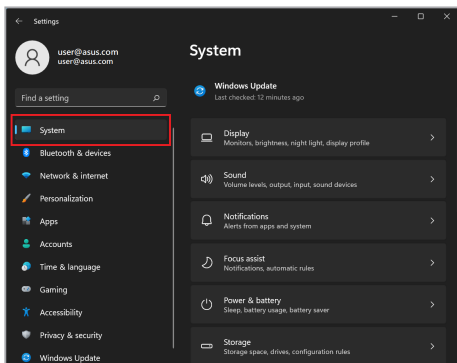 Settings
user@asus.com
user@asus.com
Find a setting
System
Bluetooth & devices
Network & internet
Personalization
Apps
Accounts
Time & language
Gaming
Accessibility
Privacy & security
Windows Update
System
Windows Update
Last checked: 12 minutes ago
Display
Monitors, brightness, night light, display profile
Sound
Volume levels, output, input, sound devices
Notifications
Alerts from apps and system
Focus assist
Notifications, automatic rules
Power & battery
Sleep, battery usage, battery saver
Storage
Storage space, drives, configuration rules